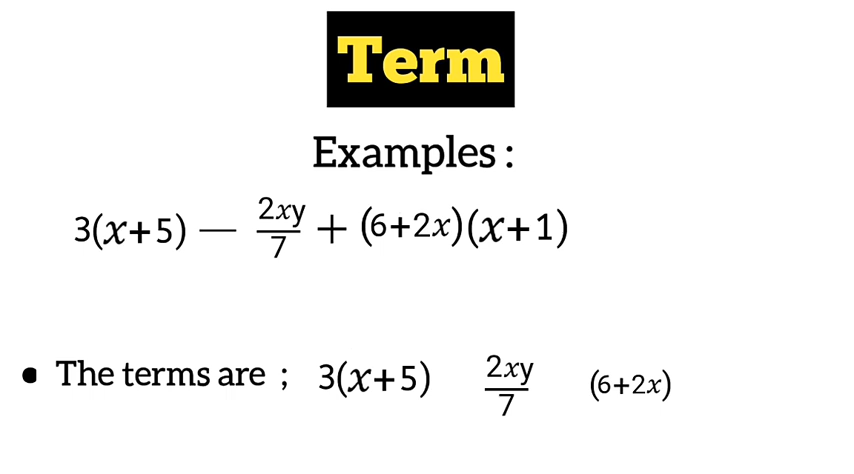 Term
Examples :
3(x+5) — 2xy/7 + (6+2x)(x+1)
The terms are ; 3(x+5) 2xy/7 (6+2x)